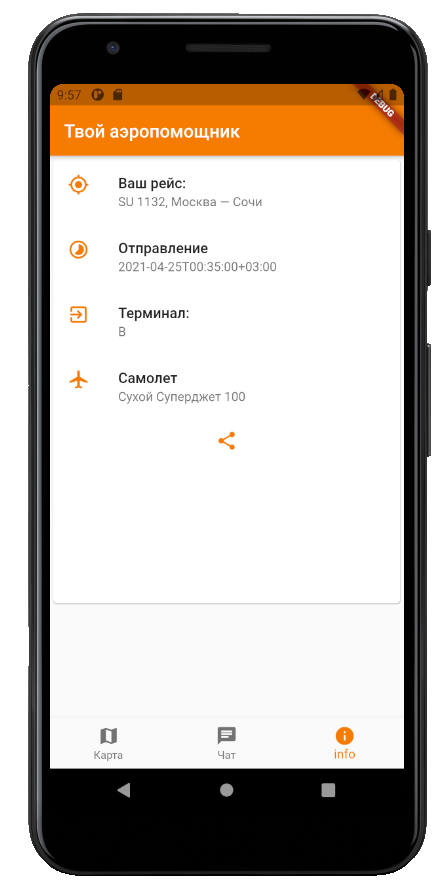 9:57
DEBUG
Твой аэропомощник
Ваш рейс:
SU 1132, Москва — Сочи
Отправление
2021-04-25T00:35:00+03:00
Терминал:
B
Самолет
Сухой Суперджет 100
Карта
Чат
info